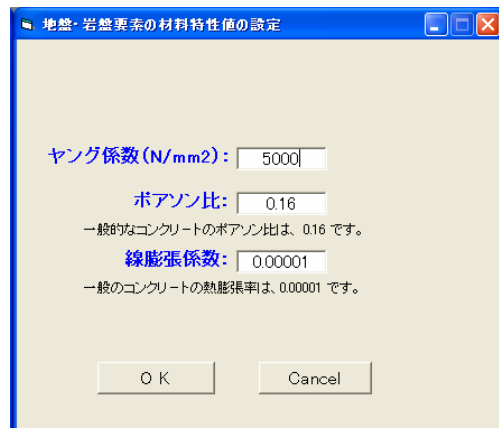 地盤・岩盤要素の材料特性値の設定
ヤング係数(N/mm2): 5000
ポアソン比: 0.16
一般的なコンクリートのポアソン比は、0.16 です。
線膨張係数: 0.00001
一般のコンクリートの熱膨張率は、0.00001 です。
O K Cancel